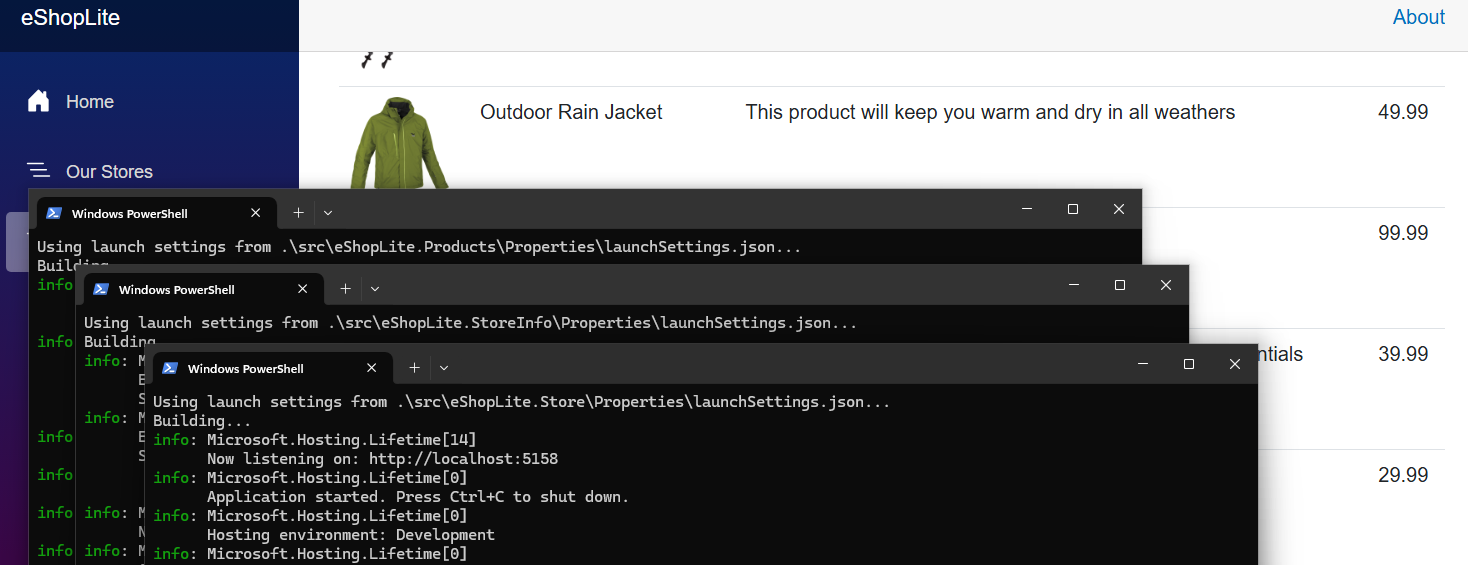 eShopLite
About
Home
Outdoor Rain Jacket This product will keep you warm and dry in all weathers 49.99
Our Stores
Windows PowerShell
99.99
Using launch settings from .\src\eShopLite.Products\Properties\launchSettings.json...
Building
info
Windows PowerShell
Using launch settings from .\src\eShopLite.StoreInfo\Properties\launchSettings.json...
info
Building
ntials 39.99
info: M
Windows PowerShell
Using launch settings from .\src\eShopLite.Store\Properties\launchSettings.json...
info: M
Building...
info
info: Microsoft.Hosting.Lifetime[14]
Now listening on: http://localhost:5158
info
info: Microsoft.Hosting.Lifetime[0]
29.99
Application started. Press Ctrl+C to shut down.
info info: M
info: Microsoft.Hosting.Lifetime[0]
Hosting environment: Development
info info: M
info: Microsoft.Hosting.Lifetime[0]